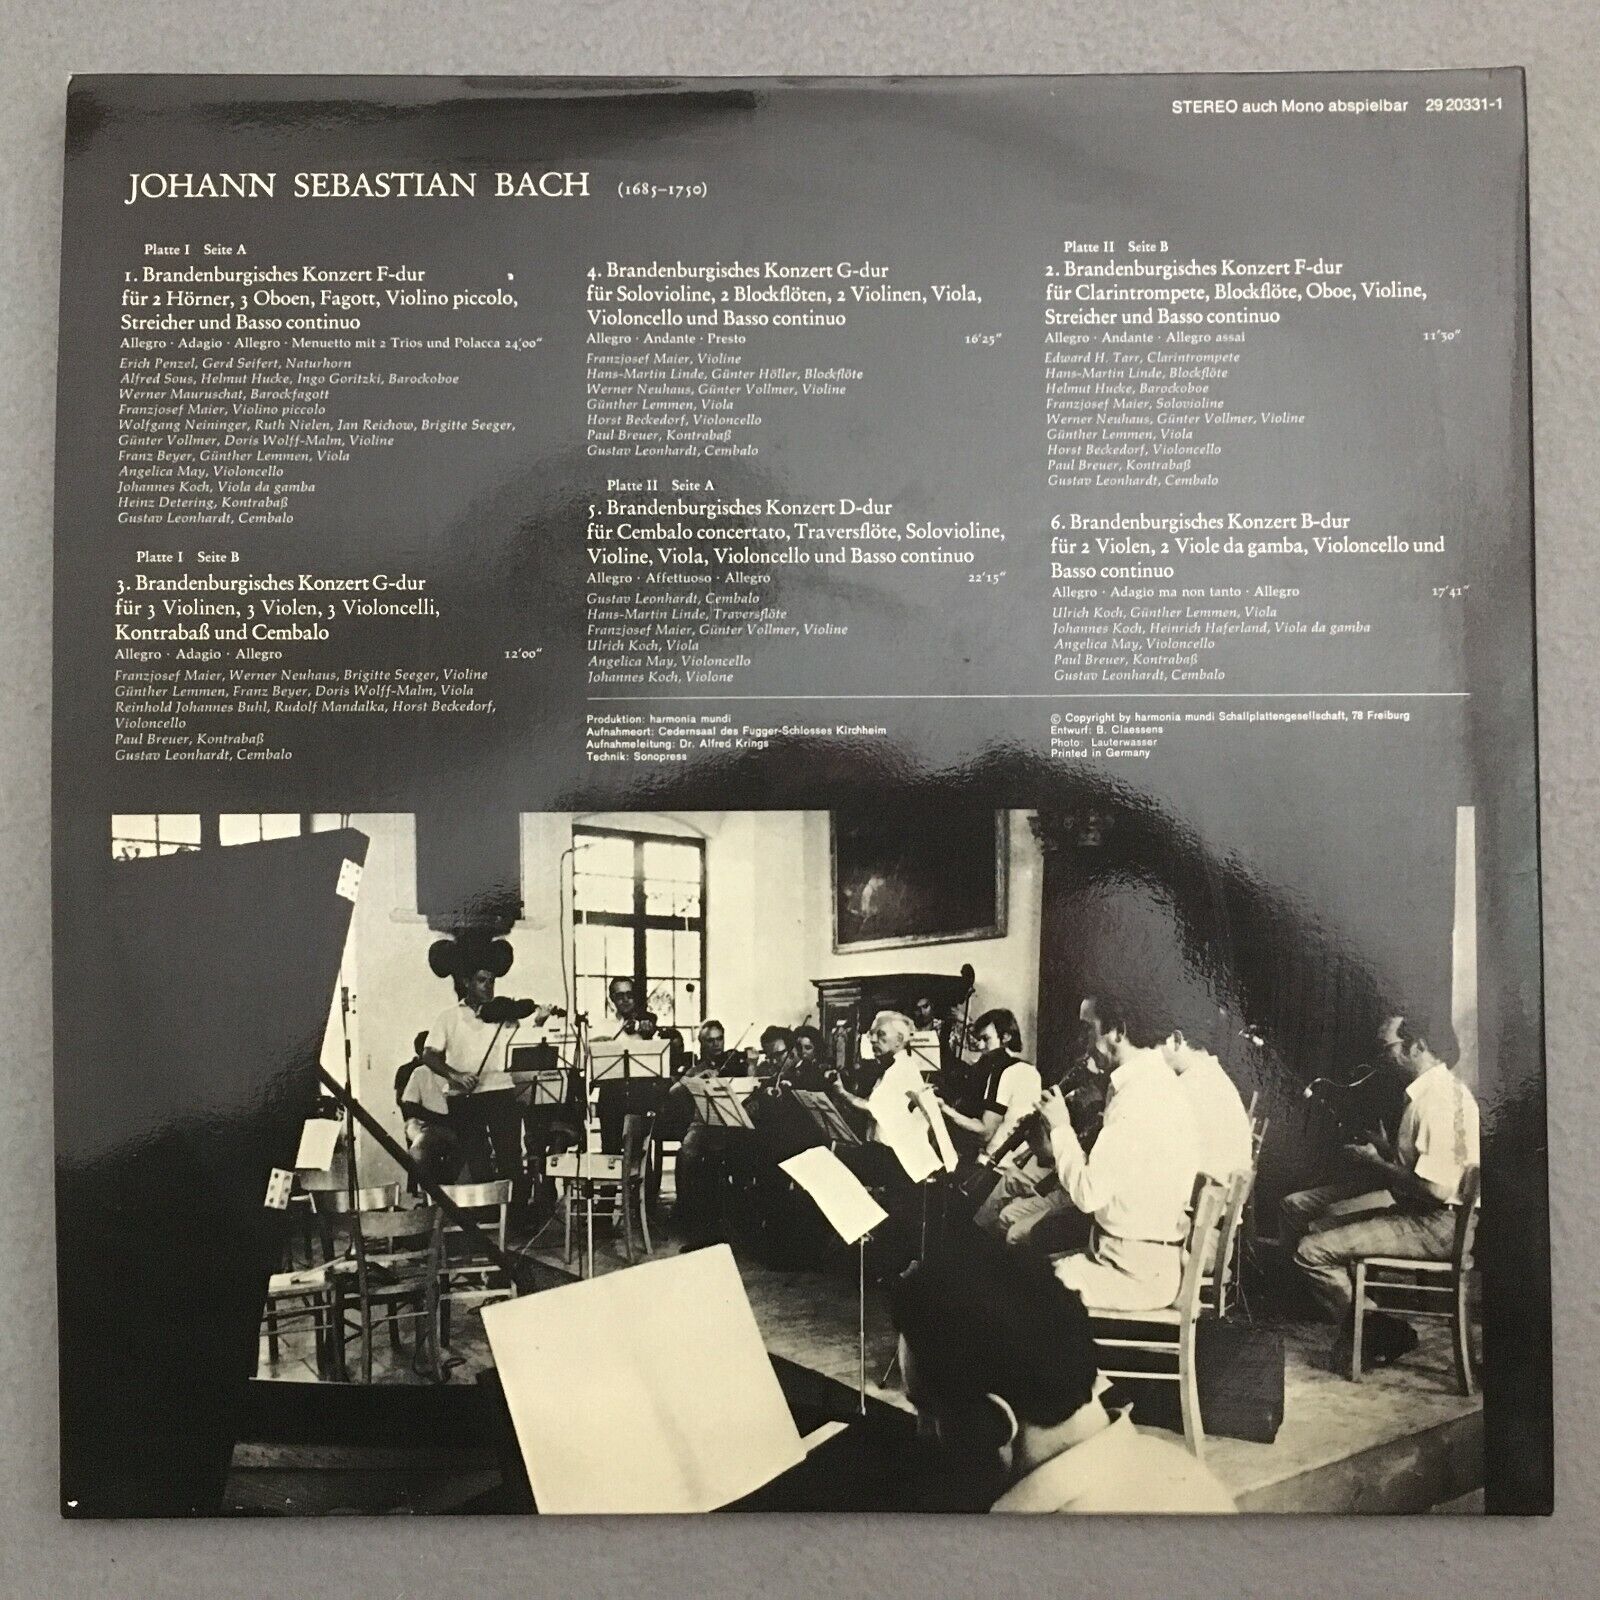 STEREO auch Mono abspielbar 29 20331-1
JOHANN SEBASTIAN BACH (1685–1750)
Platte I Seite A
1. Brandenburgisches Konzert F-dur
für 2 Hörner, 3 Oboen, Fagott, Violino piccolo,
Streicher und Basso continuo
Allegro · Adagio · Allegro · Menuetto mit 2 Trios und Polacca 24'00"
Erich Penzel, Gerd Seifert, Naturhorn
Alfred Sous, Helmut Hucke, Ingo Goritzki, Barockoboe
Werner Mauruschat, Barockfagott
Franzjosef Maier, Violino piccolo
Wolfgang Neininger, Ruth Nielen, Jan Reichow, Brigitte Seeger,
Günter Vollmer, Doris Wolff-Malm, Violine
Franz Beyer, Günther Lemmen, Viola
Angelica May, Violoncello
Johannes Koch, Viola da gamba
Heinz Detering, Kontrabaß
Gustav Leonhardt, Cembalo
Platte I Seite B
3. Brandenburgisches Konzert G-dur
für 3 Violinen, 3 Violen, 3 Violoncelli,
Kontrabaß und Cembalo
Allegro · Adagio · Allegro 12'00"
Franzjosef Maier, Werner Neuhaus, Brigitte Seeger, Violine
Günther Lemmen, Franz Beyer, Doris Wolff-Malm, Viola
Reinhold Johannes Buhl, Rudolf Mandalka, Horst Beckedorf,
Violoncello
Paul Breuer, Kontrabaß
Gustav Leonhardt, Cembalo
4. Brandenburgisches Konzert G-dur
für Solovioline, 2 Blockflöten, 2 Violinen, Viola,
Violoncello und Basso continuo
Allegro · Andante · Presto 16'25"
Franzjosef Maier, Violine
Hans-Martin Linde, Günter Höller, Blockflöte
Werner Neuhaus, Günter Vollmer, Violine
Günther Lemmen, Viola
Horst Beckedorf, Violoncello
Paul Breuer, Kontrabaß
Gustav Leonhardt, Cembalo
Platte II Seite A
5. Brandenburgisches Konzert D-dur
für Cembalo concertato, Traversflöte, Solovioline,
Violine, Viola, Violoncello und Basso continuo
Allegro · Affettuoso · Allegro 22'15"
Gustav Leonhardt, Cembalo
Hans-Martin Linde, Traversflöte
Franzjosef Maier, Günter Vollmer, Violine
Ulrich Koch, Viola
Angelica May, Violoncello
Johannes Koch, Violone
Platte II Seite B
2. Brandenburgisches Konzert F-dur
für Clarintrompete, Blockflöte, Oboe, Violine,
Streicher und Basso continuo
Allegro · Andante · Allegro assai 11'30"
Edward H. Tarr, Clarintrompete
Hans-Martin Linde, Blockflöte
Helmut Hucke, Barockoboe
Franzjosef Maier, Solovioline
Werner Neuhaus, Günter Vollmer, Violine
Günther Lemmen, Viola
Horst Beckedorf, Violoncello
Paul Breuer, Kontrabaß
Gustav Leonhardt, Cembalo
6. Brandenburgisches Konzert B-dur
für 2 Violen, 2 Viole da gamba, Violoncello und
Basso continuo
Allegro · Adagio ma non tanto · Allegro 17'41"
Ulrich Koch, Günther Lemmen, Viola
Johannes Koch, Heinrich Haferland, Viola da gamba
Angelica May, Violoncello
Paul Breuer, Kontrabaß
Gustav Leonhardt, Cembalo
Produktion: harmonia mundi
Aufnahmeort: Cedernsaal des Fugger-Schlosses Kirchheim
Aufnahmeleitung: Dr. Alfred Krings
Technik: Sonopress
© Copyright by harmonia mundi Schallplattengesellschaft, 78 Freiburg
Entwurf: B. Claessens
Photo: Lauterwasser
Printed in Germany